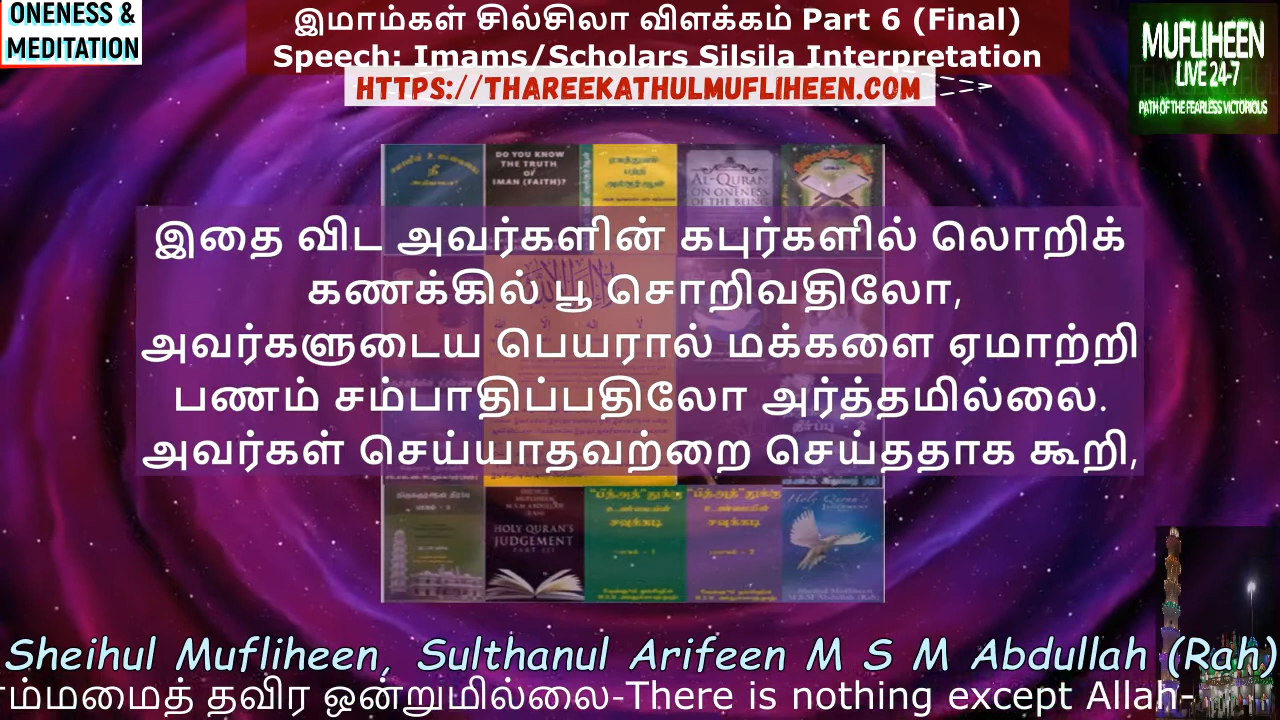 ONENESS &
MEDITATION
இமாம்கள் சில்சிலா விளக்கம் Part 6 (Final)
Speech: Imams/Scholars Silsila Interpretation
HTTPS://THAREEKATHULMUFLIHEEN.COM
MUFLIHEEN
LIVE 24-7
PATH OF THE FEARLESS VICTORIOUS
DO YOU KNOW
THE TRUTH
OF
IMAN (FAITH)?
AL-QURAN
ON ONENESS
OF THE BEING
இதை விட அவர்களின் கபுர்களில் லொறிக்
கணக்கில் பூ சொறிவதிலோ,
அவர்களுடைய பெயரால் மக்களை ஏமாற்றி
பணம் சம்பாதிப்பதிலோ அர்த்தமில்லை.
அவர்கள் செய்யாதவற்றை செய்ததாக கூறி,
HOLY QURAN'S
JUDGEMENT
PART III
Holy Quran's
Sheihul Mufliheen, Sulthanul Arifeen M S M Abdullah (Rah)
ம்மமைத் தவிர ஒன்றுமில்லை-There is nothing except Allah-